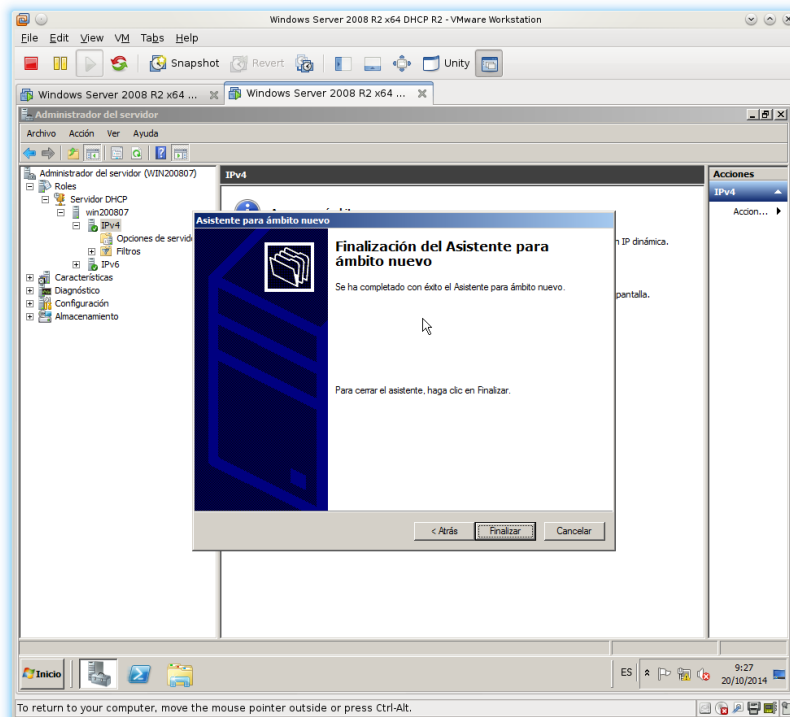 Windows Server 2008 R2 x64 DHCP R2 - VMware Workstation
File Edit View VM Tabs Help
Snapshot Revert Unity
Windows Server 2008 R2 x64 ... Windows Server 2008 R2 x64 ...
Administrador del servidor
Archivo Acción Ver Ayuda
Administrador del servidor (WIN200807)
Roles
Servidor DHCP
win200807
IPv4
Opciones de servid
Filtros
IPv6
Características
Diagnóstico
Configuración
Almacenamiento
IPv4
IP dinámica.
pantalla.
Asistente para ámbito nuevo
Finalización del Asistente para
ámbito nuevo
Se ha completado con éxito el Asistente para ámbito nuevo.
Para cerrar el asistente, haga clic en Finalizar.
< Atrás Finalizar Cancelar
Acciones
IPv4
Accion...
Inicio
ES
9:27
20/10/2014
To return to your computer, move the mouse pointer outside or press Ctrl-Alt.